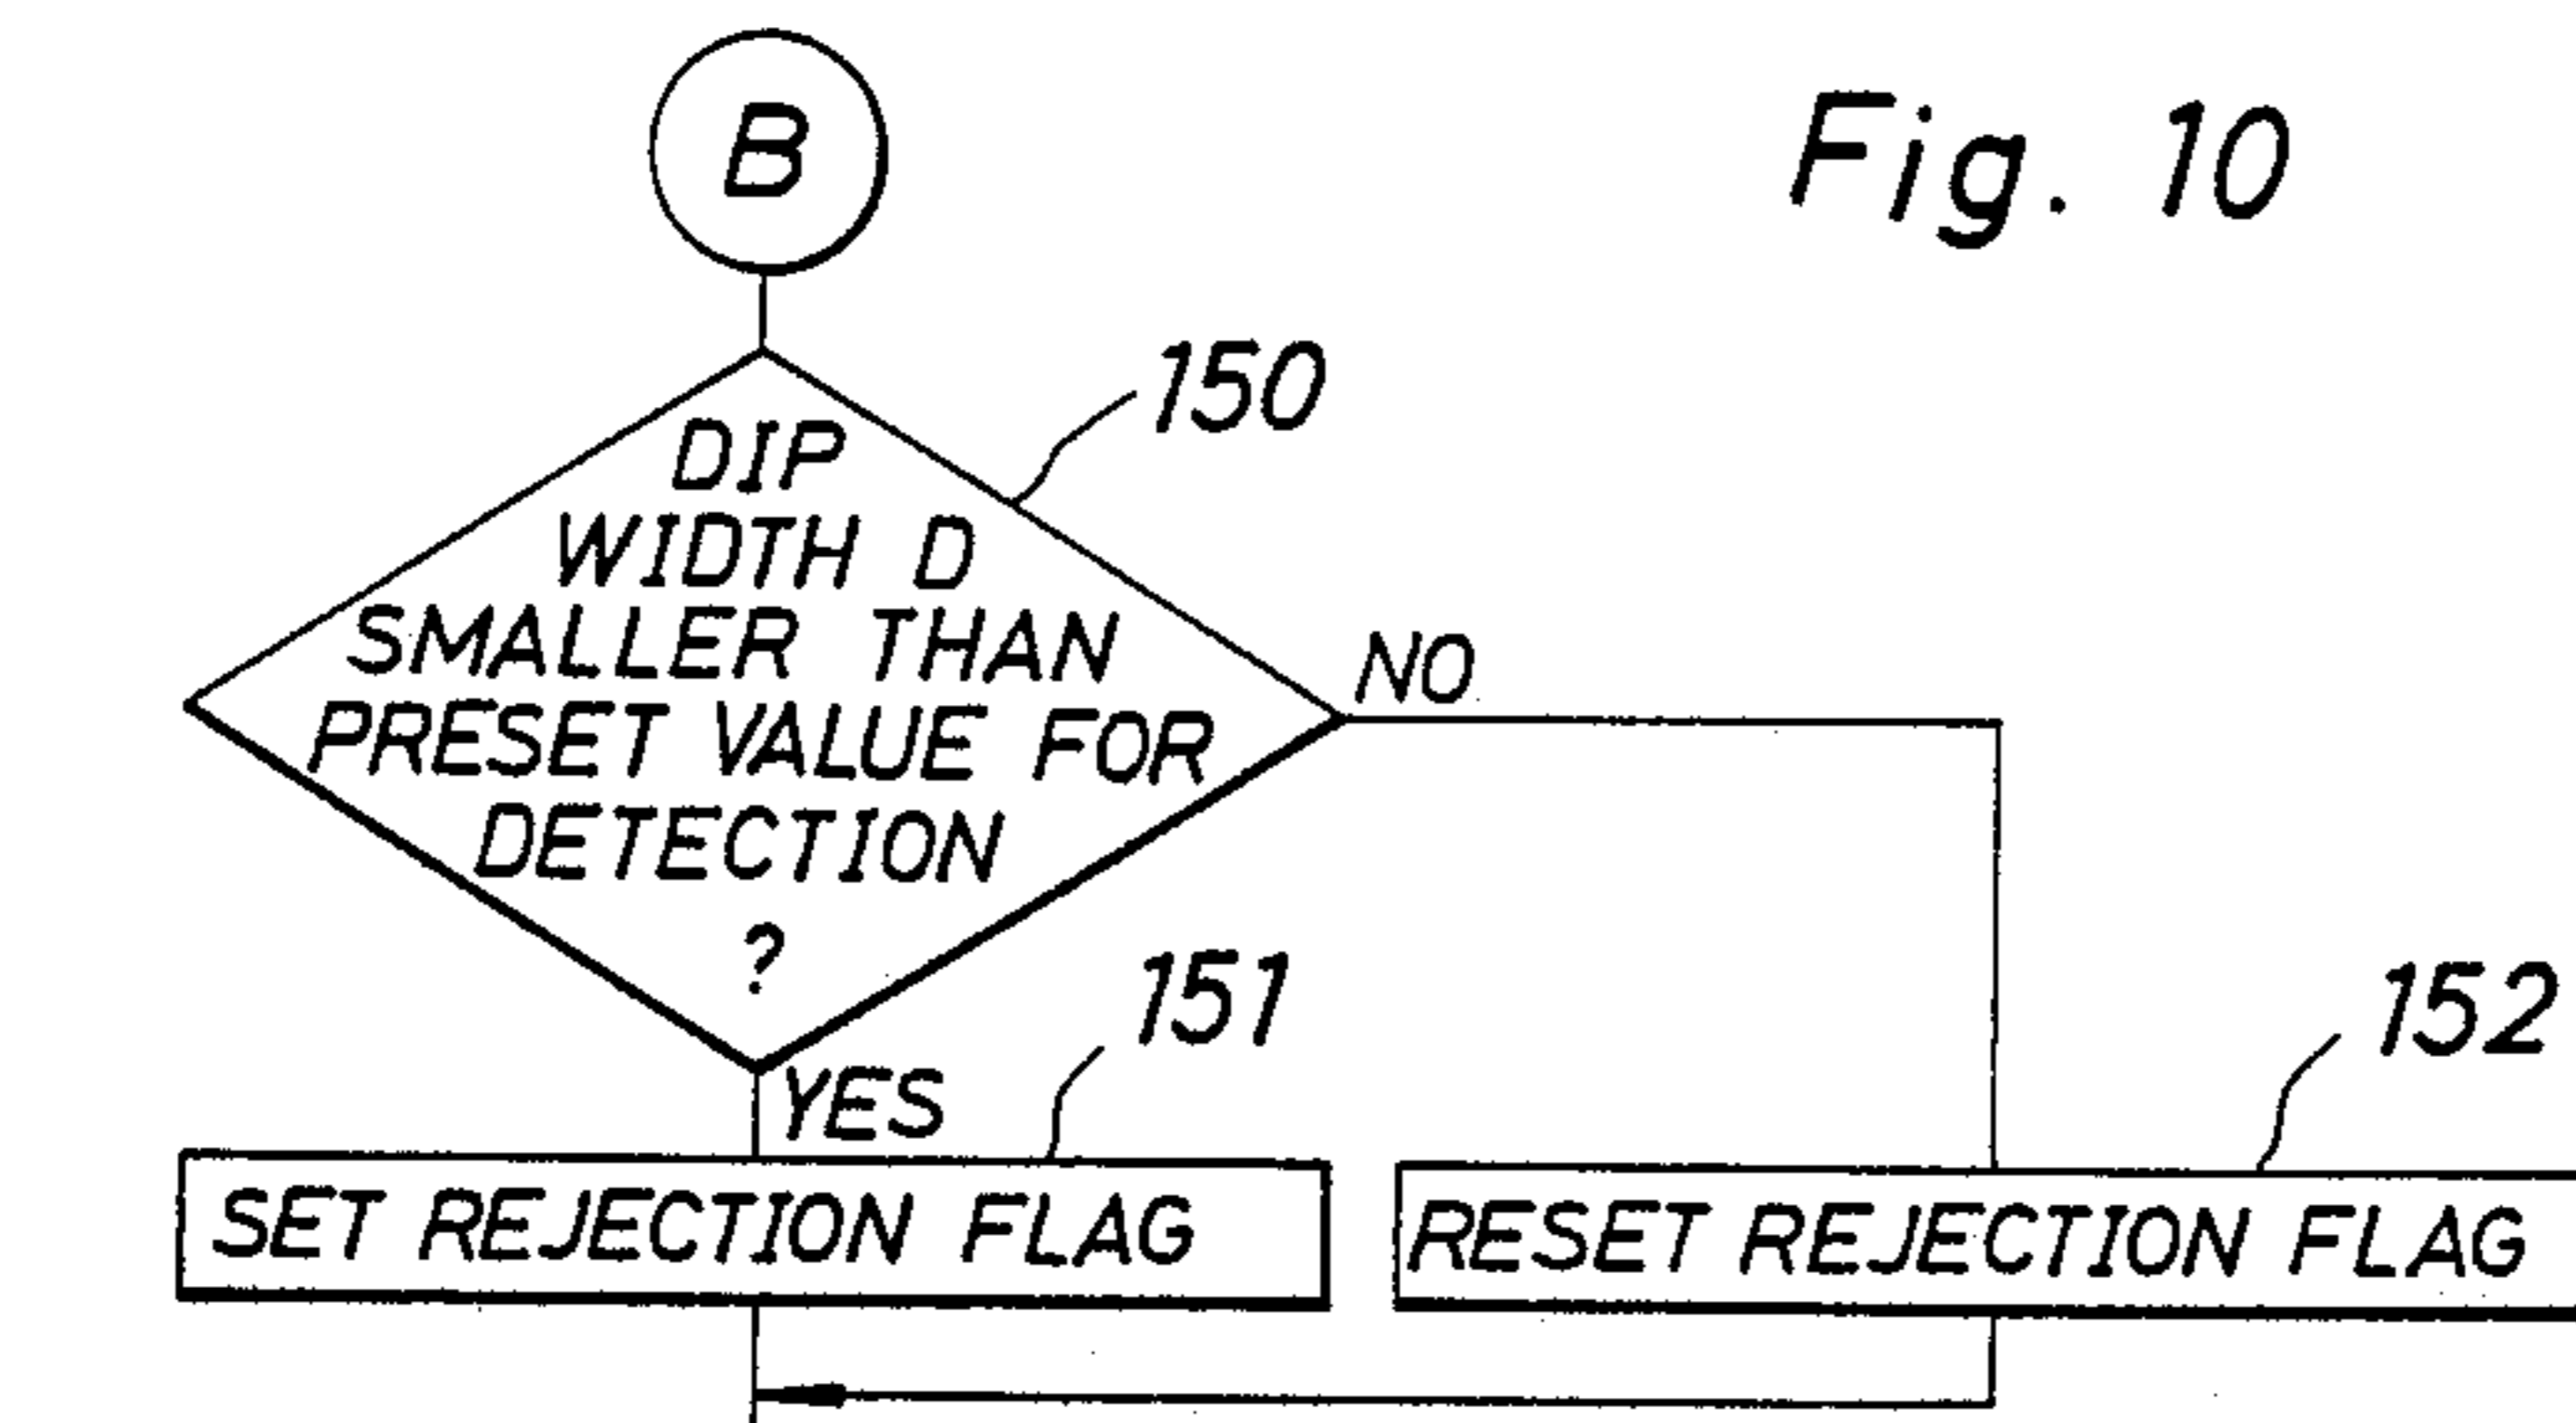 B
Fig. 10
150
DIP
WIDTH D
SMALLER THAN
PRESET VALUE FOR
DETECTION
?
NO
YES
151
152
SET REJECTION FLAG
RESET REJECTION FLAG